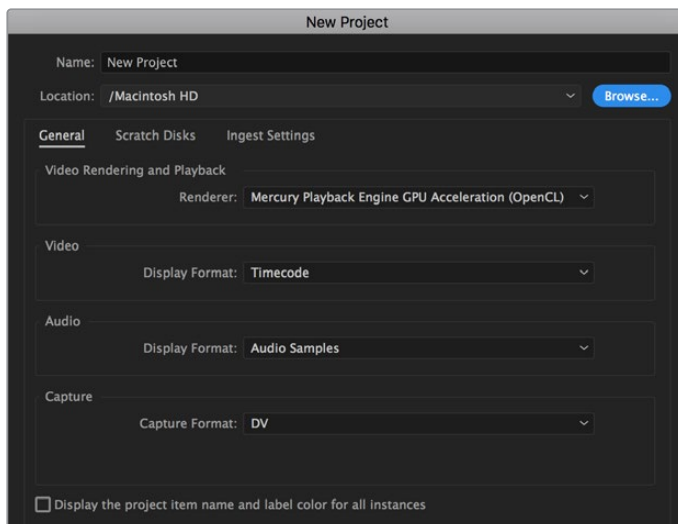 New Project
Name: New Project
Location: /Macintosh HD Browse...
General Scratch Disks Ingest Settings
Video Rendering and Playback
Renderer: Mercury Playback Engine GPU Acceleration (OpenCL)
Video
Display Format: Timecode
Audio
Display Format: Audio Samples
Capture
Capture Format: DV
Display the project item name and label color for all instances